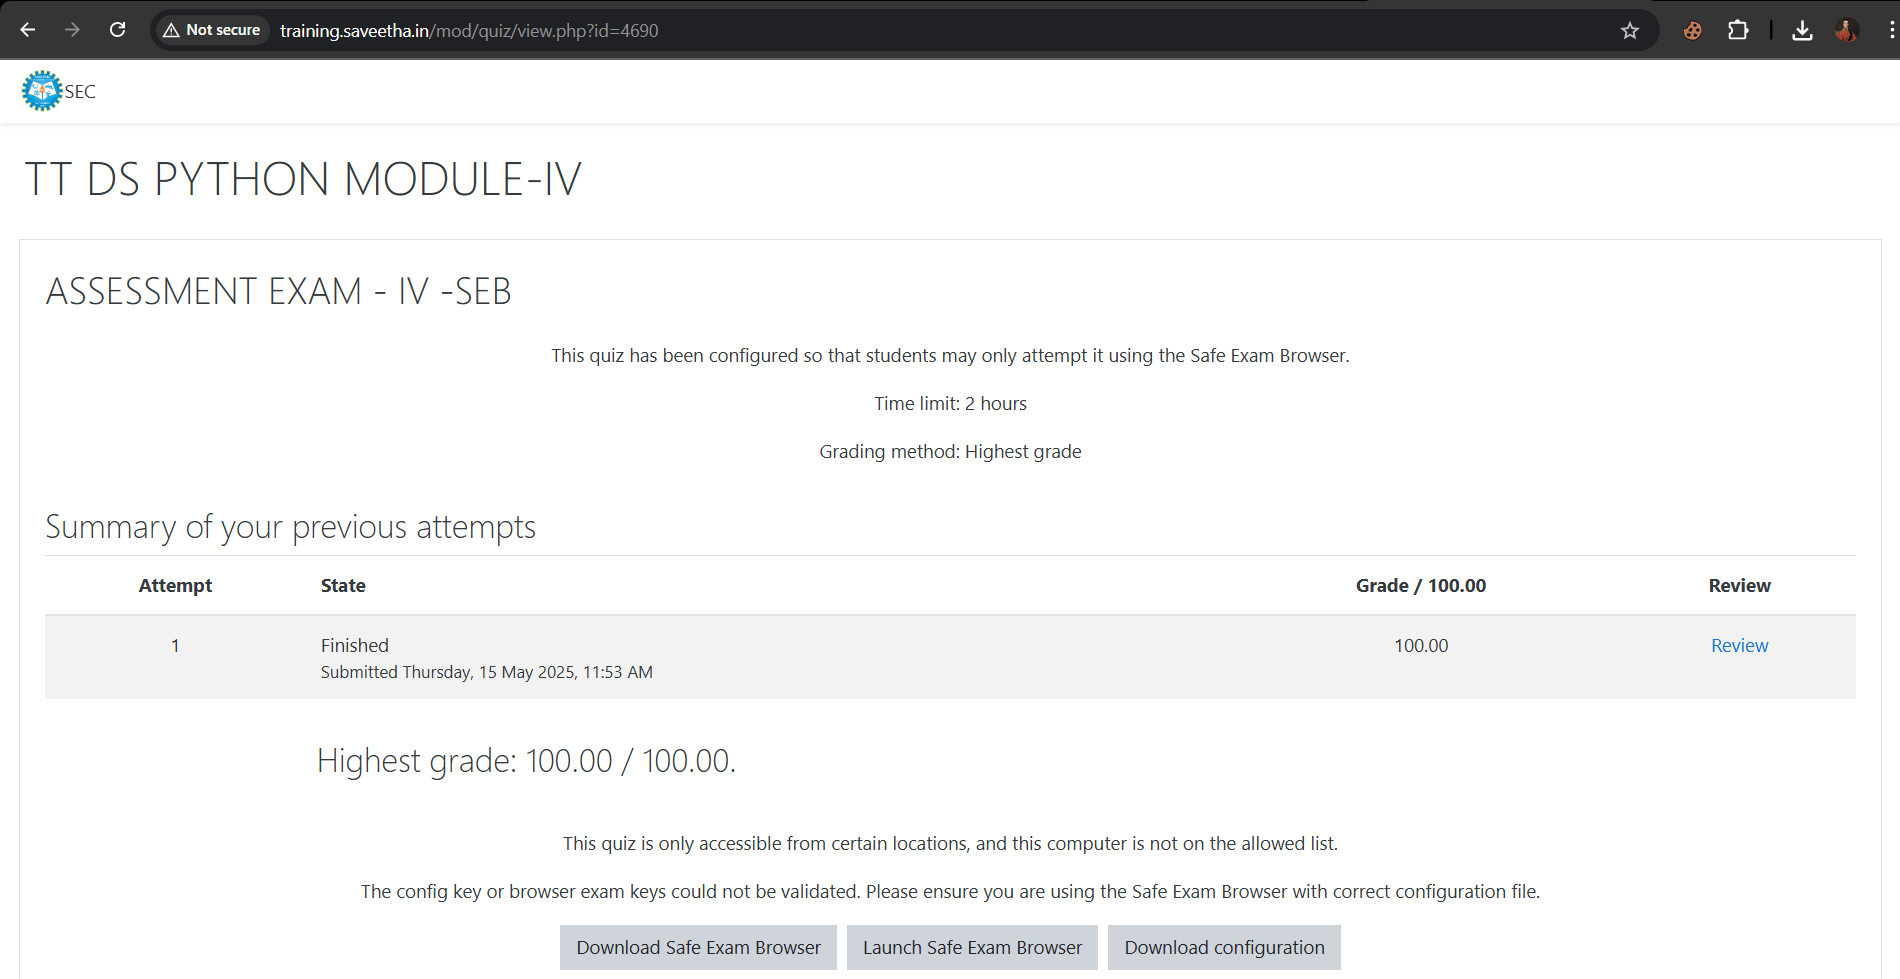 Not secure training.saveetha.in/mod/quiz/view.php?id=4690
SEC
TT DS PYTHON MODULE-IV
ASSESSMENT EXAM - IV -SEB
This quiz has been configured so that students may only attempt it using the Safe Exam Browser.
Time limit: 2 hours
Grading method: Highest grade
Summary of your previous attempts
Attempt State Grade / 100.00 Review
1 Finished 100.00 Review
Submitted Thursday, 15 May 2025, 11:53 AM
Highest grade: 100.00 / 100.00.
This quiz is only accessible from certain locations, and this computer is not on the allowed list.
The config key or browser exam keys could not be validated. Please ensure you are using the Safe Exam Browser with correct configuration file.
Download Safe Exam Browser Launch Safe Exam Browser Download configuration